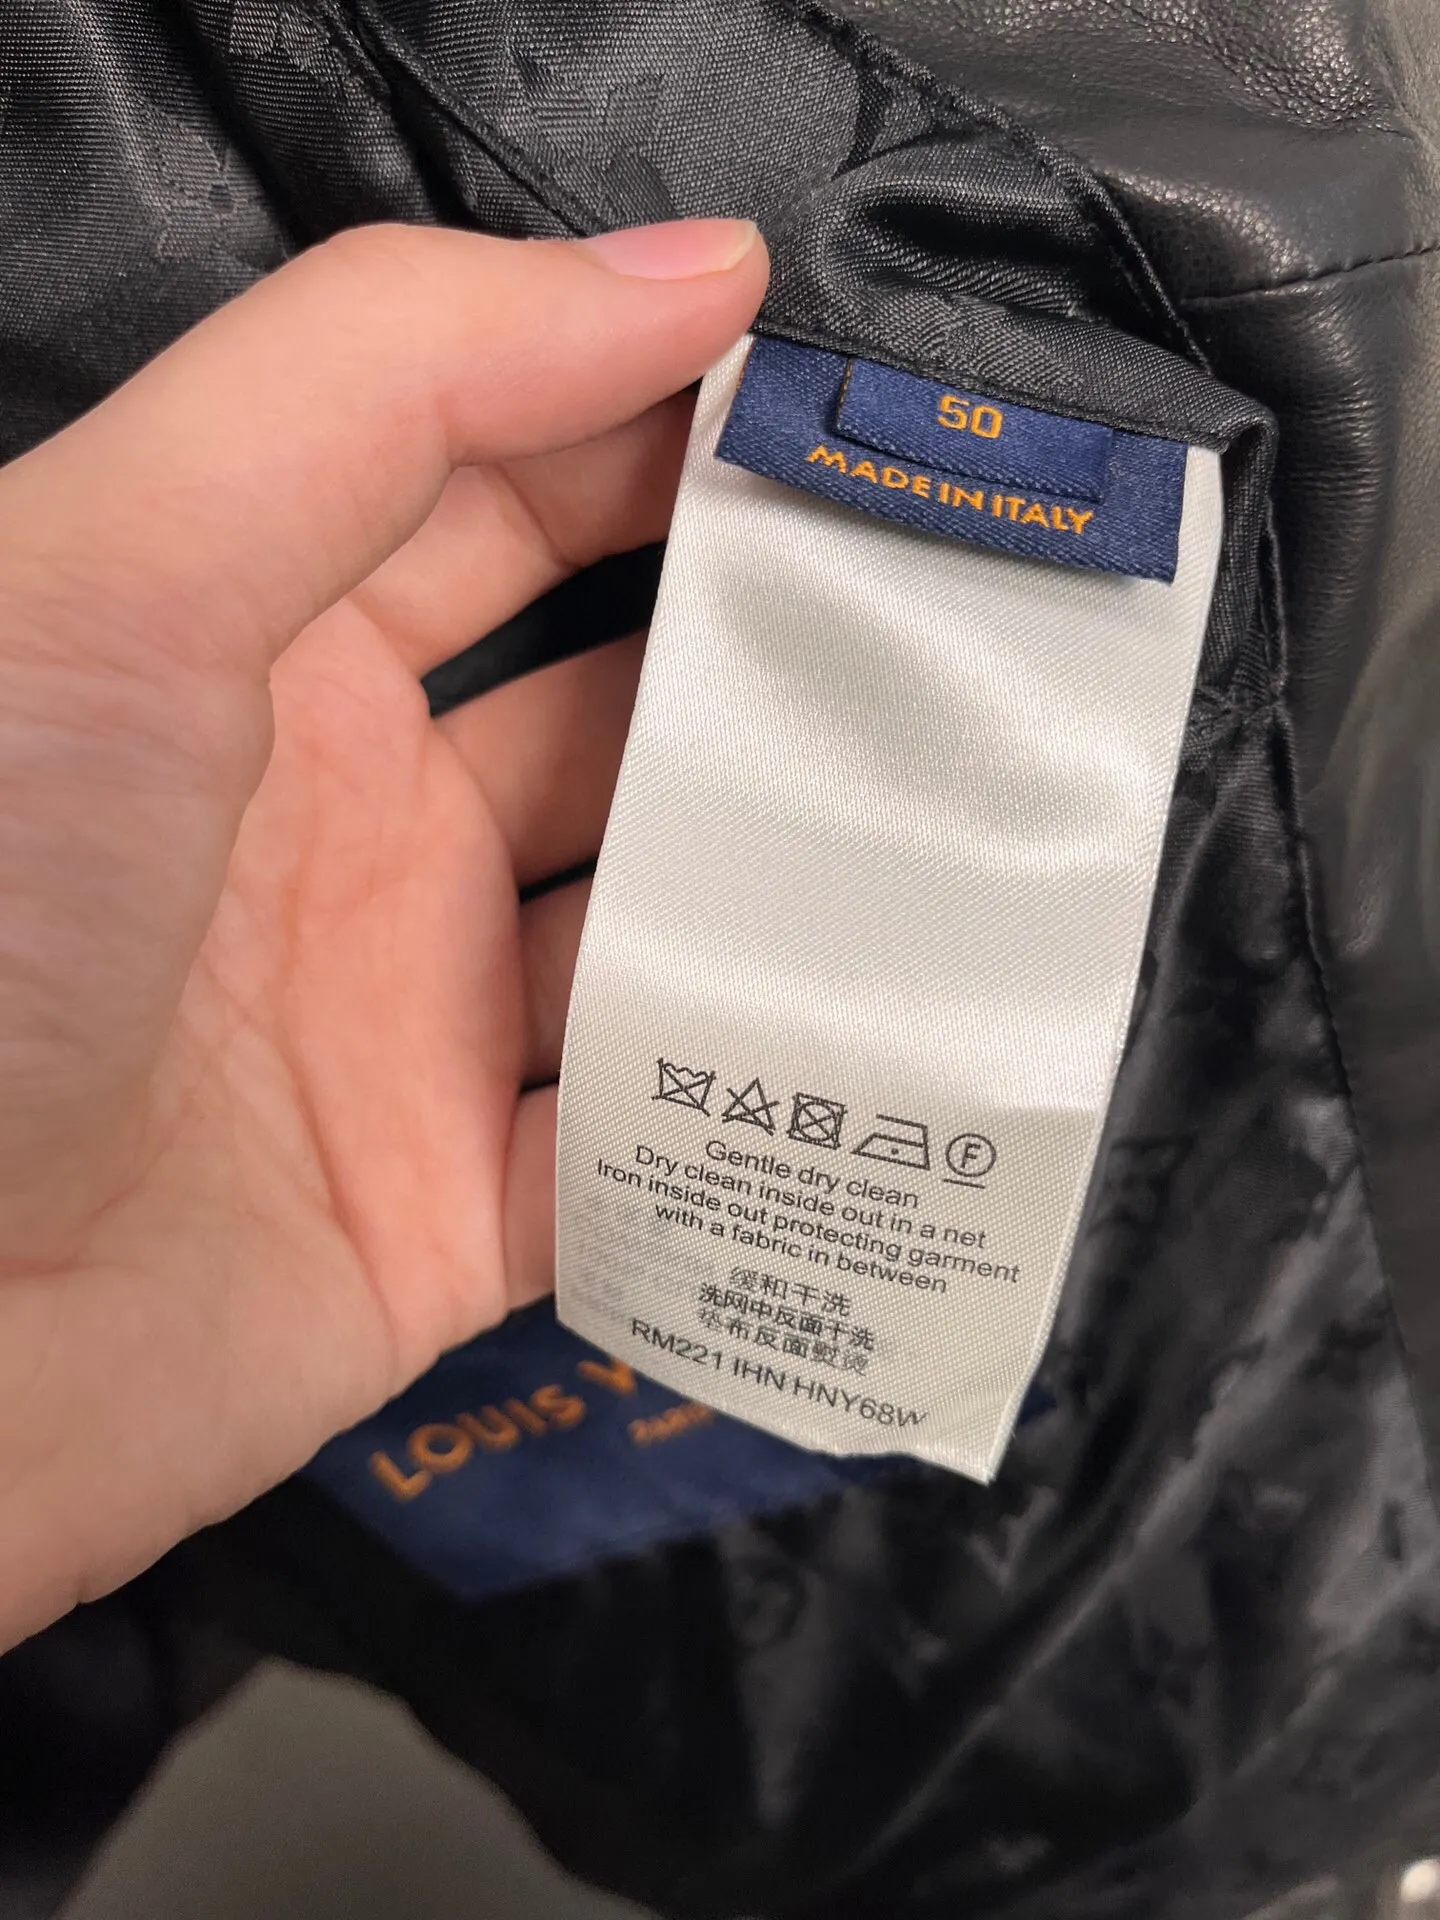 50
MADE IN ITALY
F
Gentle dry clean
Dry clean inside out in a net
Iron inside out protecting garment
with a fabric in between
缓和干洗
洗网中反面干洗
垫布反面熨烫
RM221 IHN HNY68W
LOUIS V
PARIS